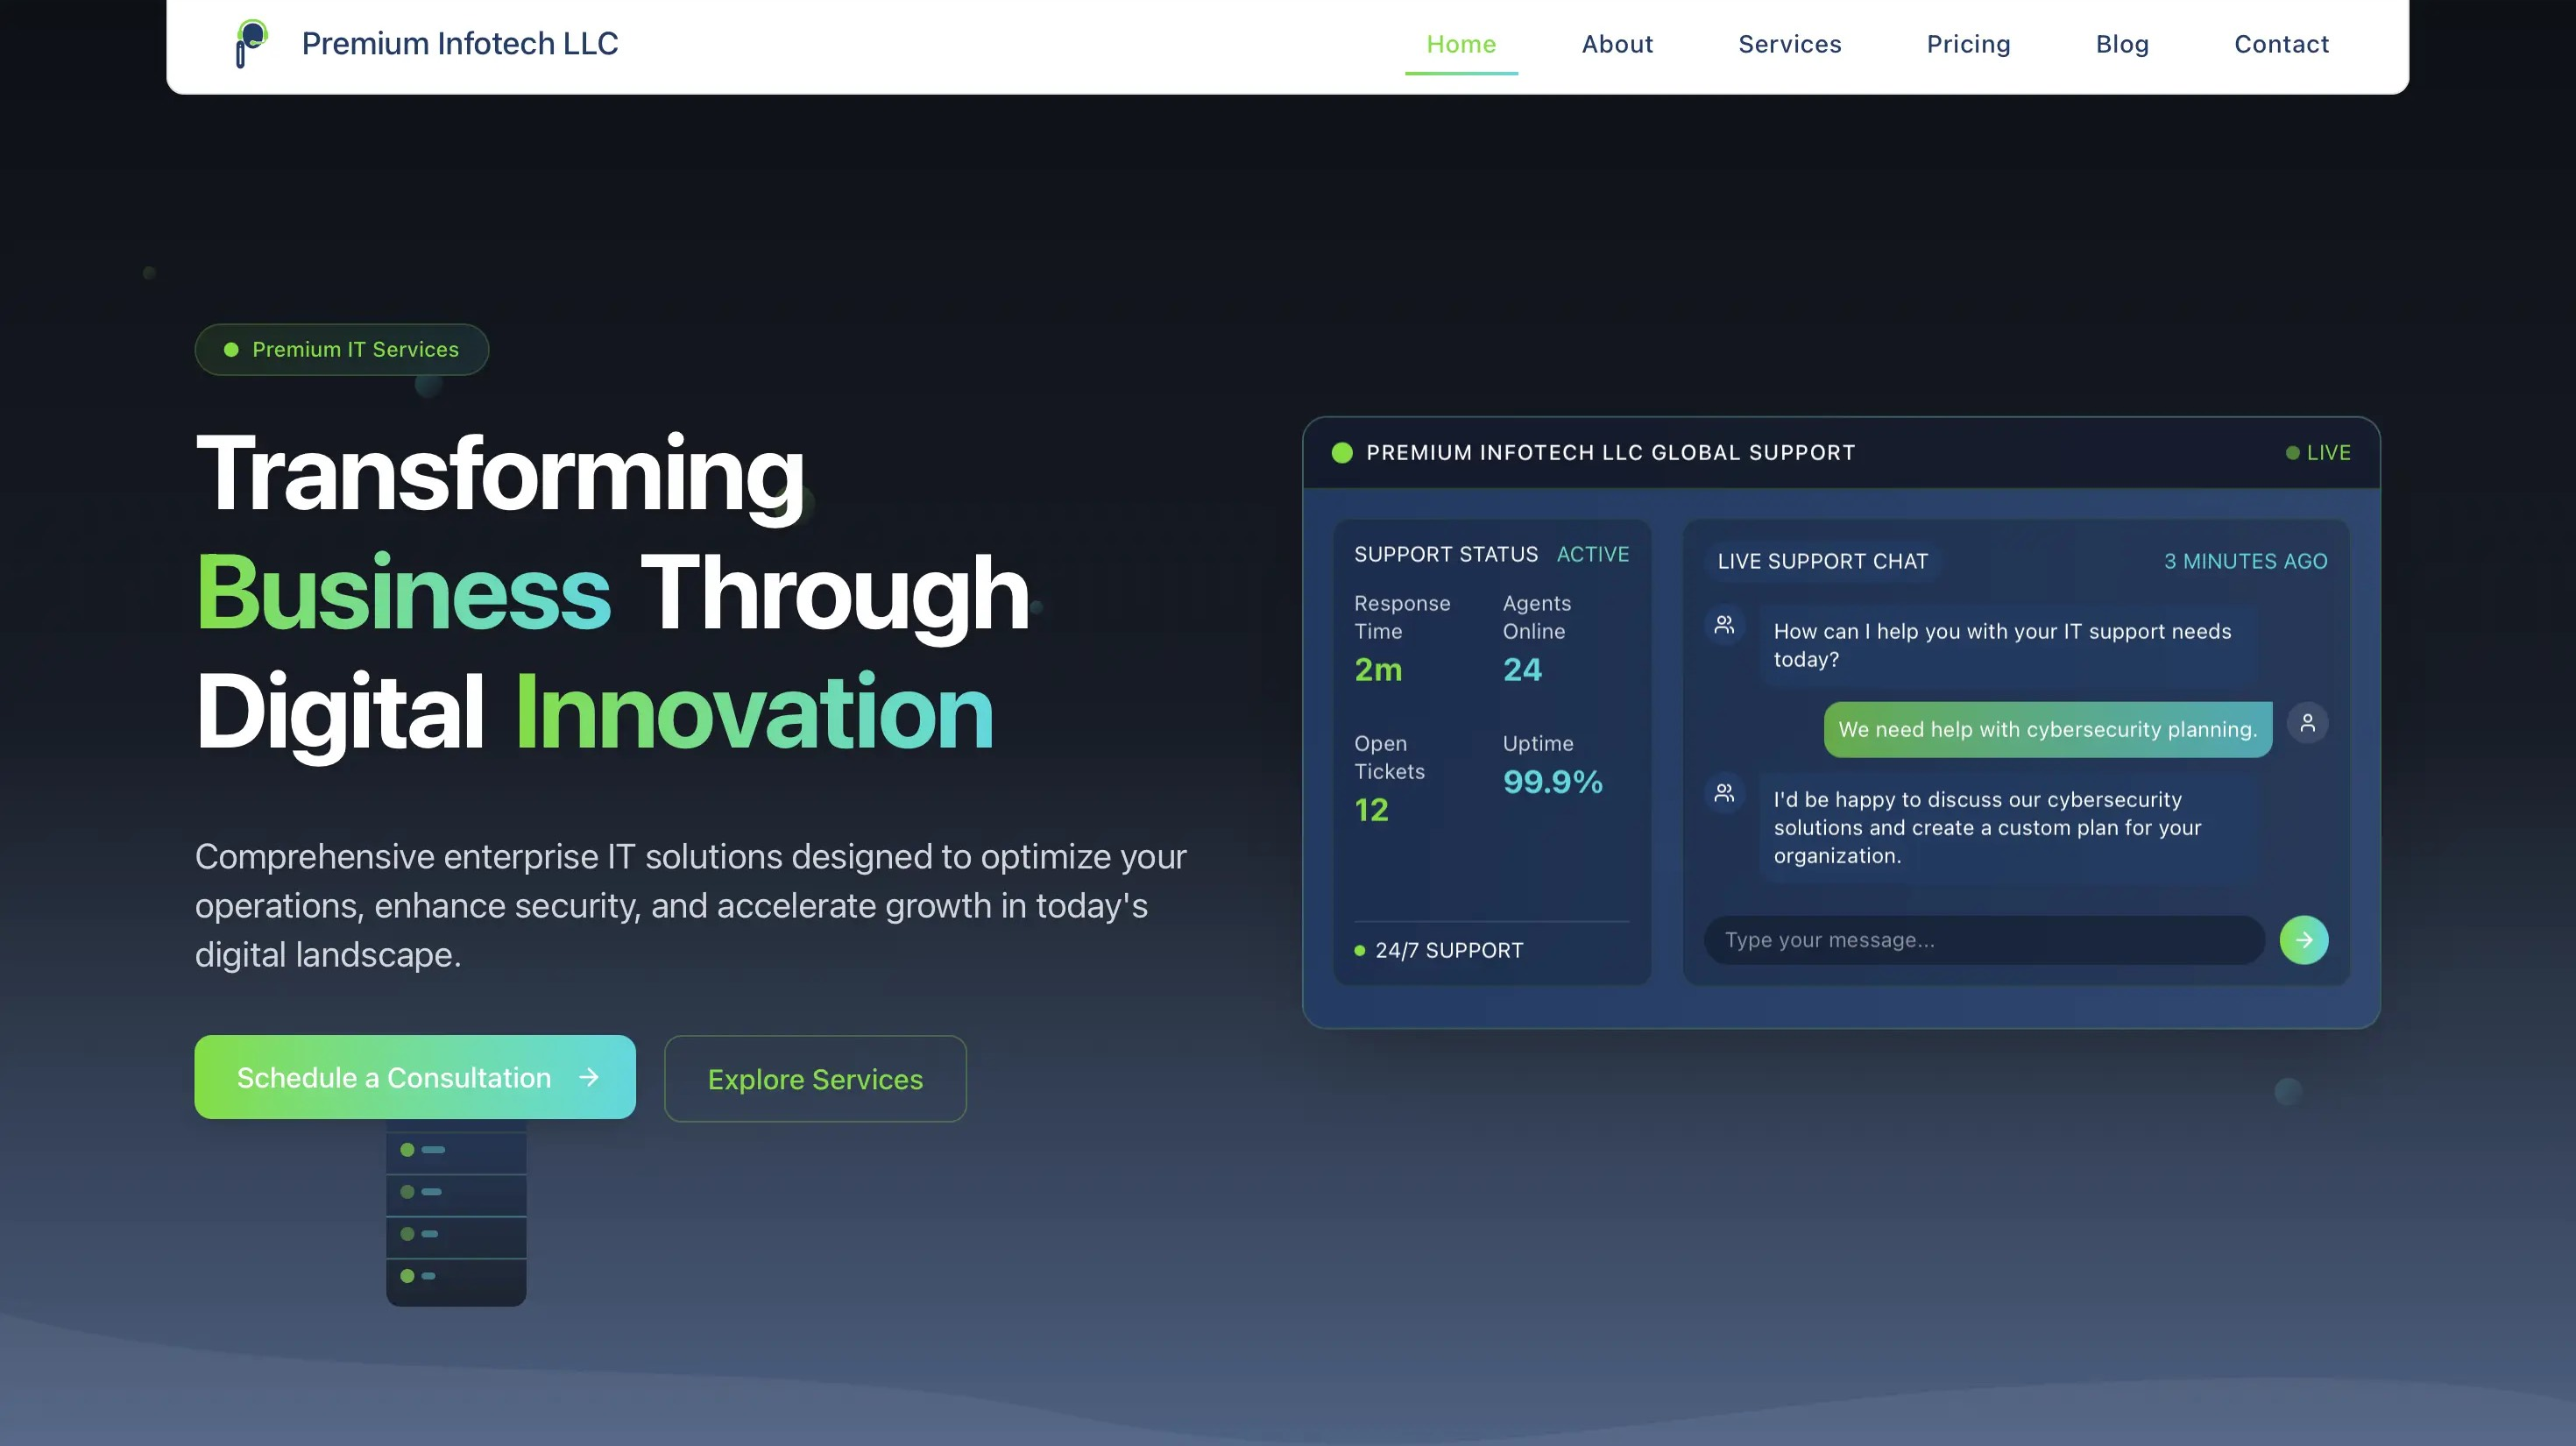 Premium Infotech LLC
Home
About
Services
Pricing
Blog
Contact
Premium IT Services
Transforming
Business Through
Digital Innovation
Comprehensive enterprise IT solutions designed to optimize your
operations, enhance security, and accelerate growth in today's
digital landscape.
Schedule a Consultation
Explore Services
PREMIUM INFOTECH LLC GLOBAL SUPPORT
LIVE
SUPPORT STATUS
ACTIVE
Response
Time
2m
Agents
Online
24
Open
Tickets
12
Uptime
99.9%
24/7 SUPPORT
LIVE SUPPORT CHAT
3 MINUTES AGO
How can I help you with your IT support needs
today?
We need help with cybersecurity planning.
I'd be happy to discuss our cybersecurity
solutions and create a custom plan for your
organization.
Type your message...